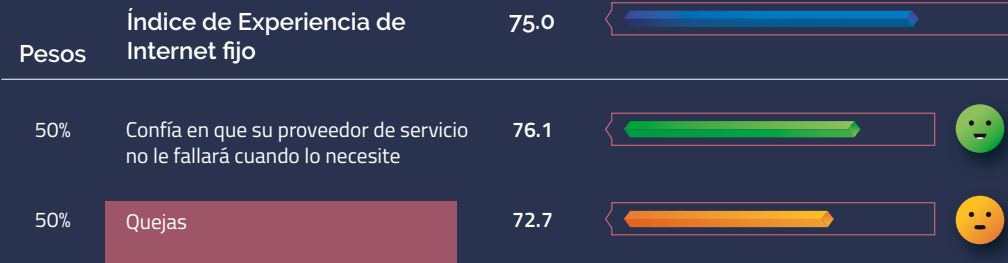 Pesos
Índice de Experiencia de
Internet fijo
75.0
50%
Confía en que su proveedor de servicio
no le fallará cuando lo necesite
76.1
50%
Quejas
72.7